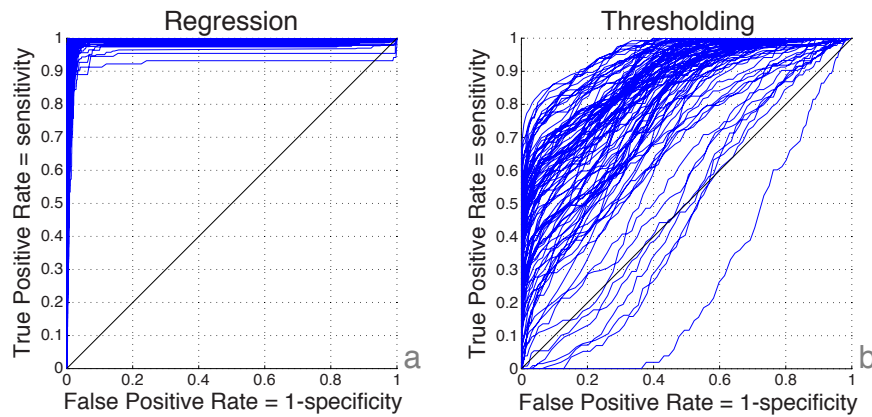 Regression
True Positive Rate = sensitivity
1
0.9
0.8
0.7
0.6
0.5
0.4
0.3
0.2
0.1
0
0 0.2 0.4 0.6 0.8 1
False Positive Rate = 1-specificity
a
Thresholding
True Positive Rate = sensitivity
1
0.9
0.8
0.7
0.6
0.5
0.4
0.3
0.2
0.1
0
0 0.2 0.4 0.6 0.8 1
False Positive Rate = 1-specificity
b